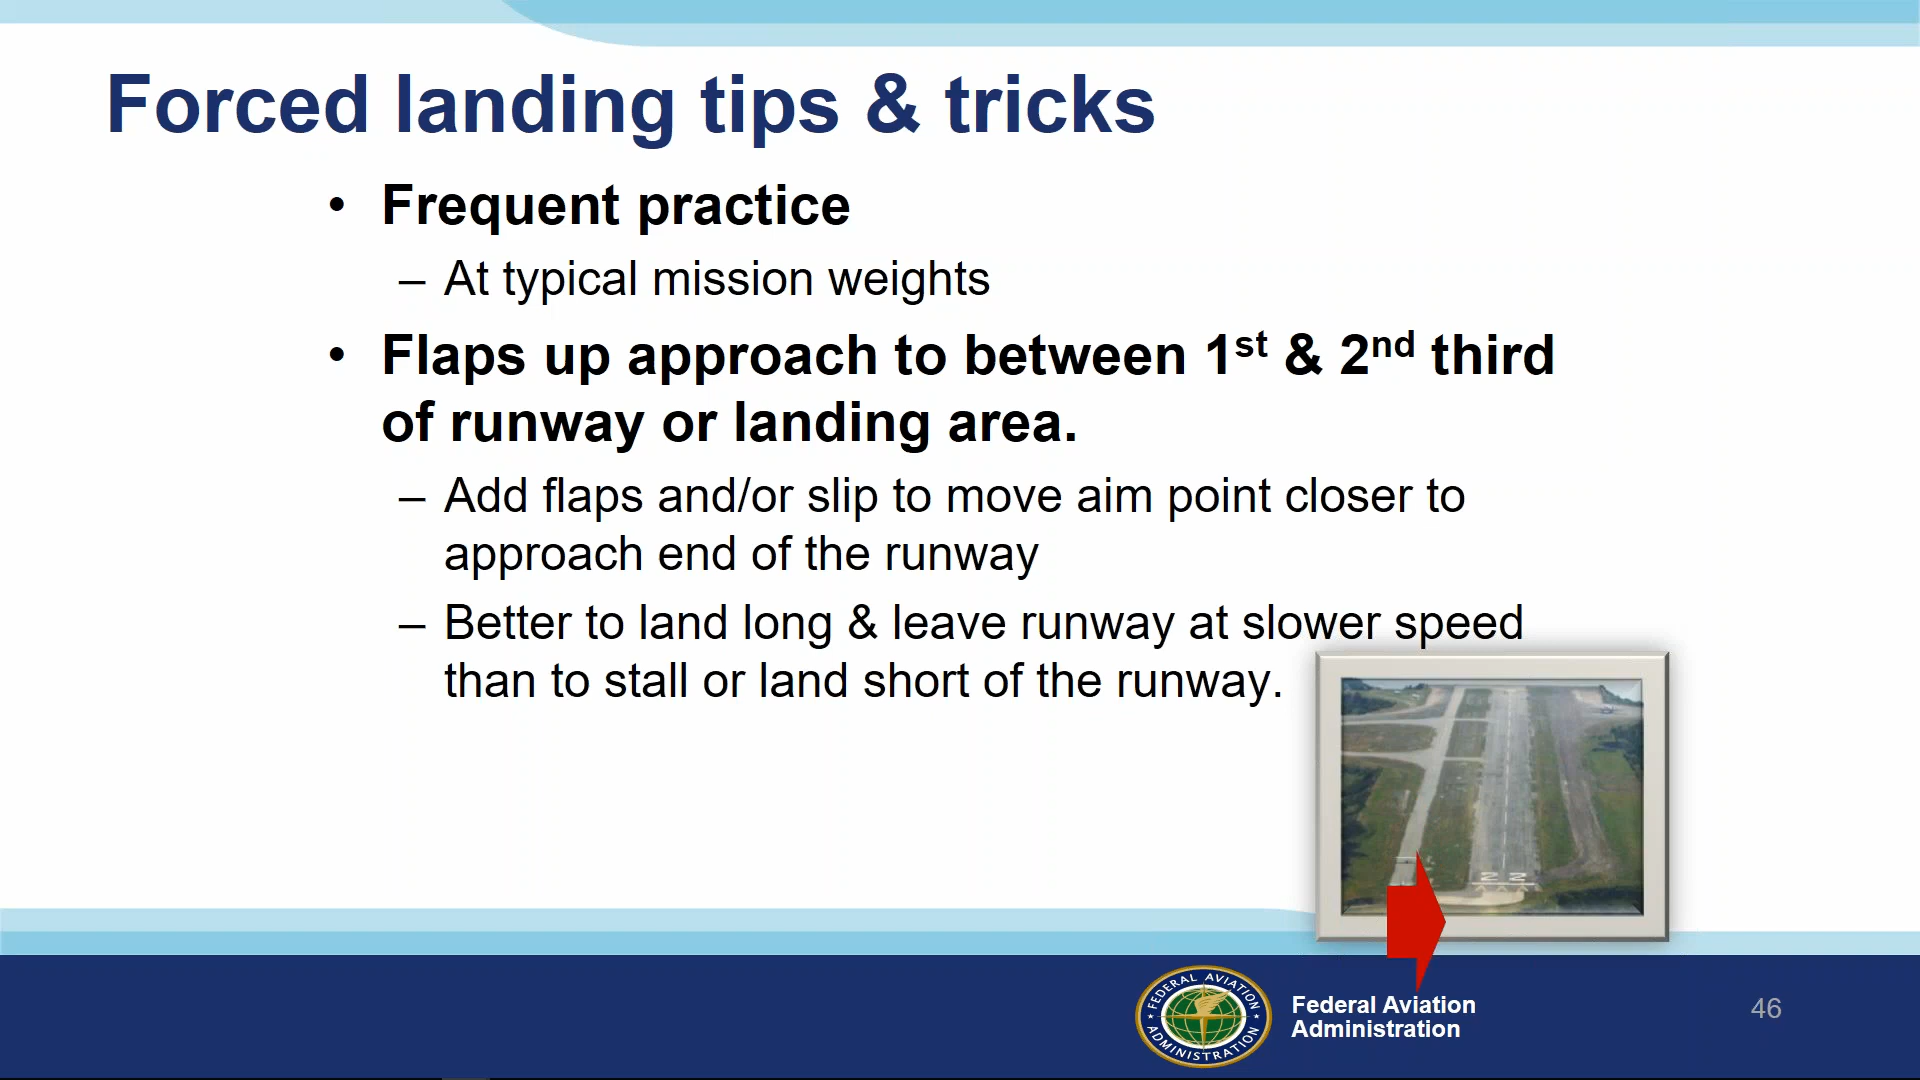 Forced landing tips & tricks
• Frequent practice
– At typical mission weights
• Flaps up approach to between 1st & 2nd third
of runway or landing area.
– Add flaps and/or slip to move aim point closer to
approach end of the runway
– Better to land long & leave runway at slower speed
than to stall or land short of the runway.
FEDERAL AVIATION
ADMINISTRATION
Federal Aviation
Administration
46